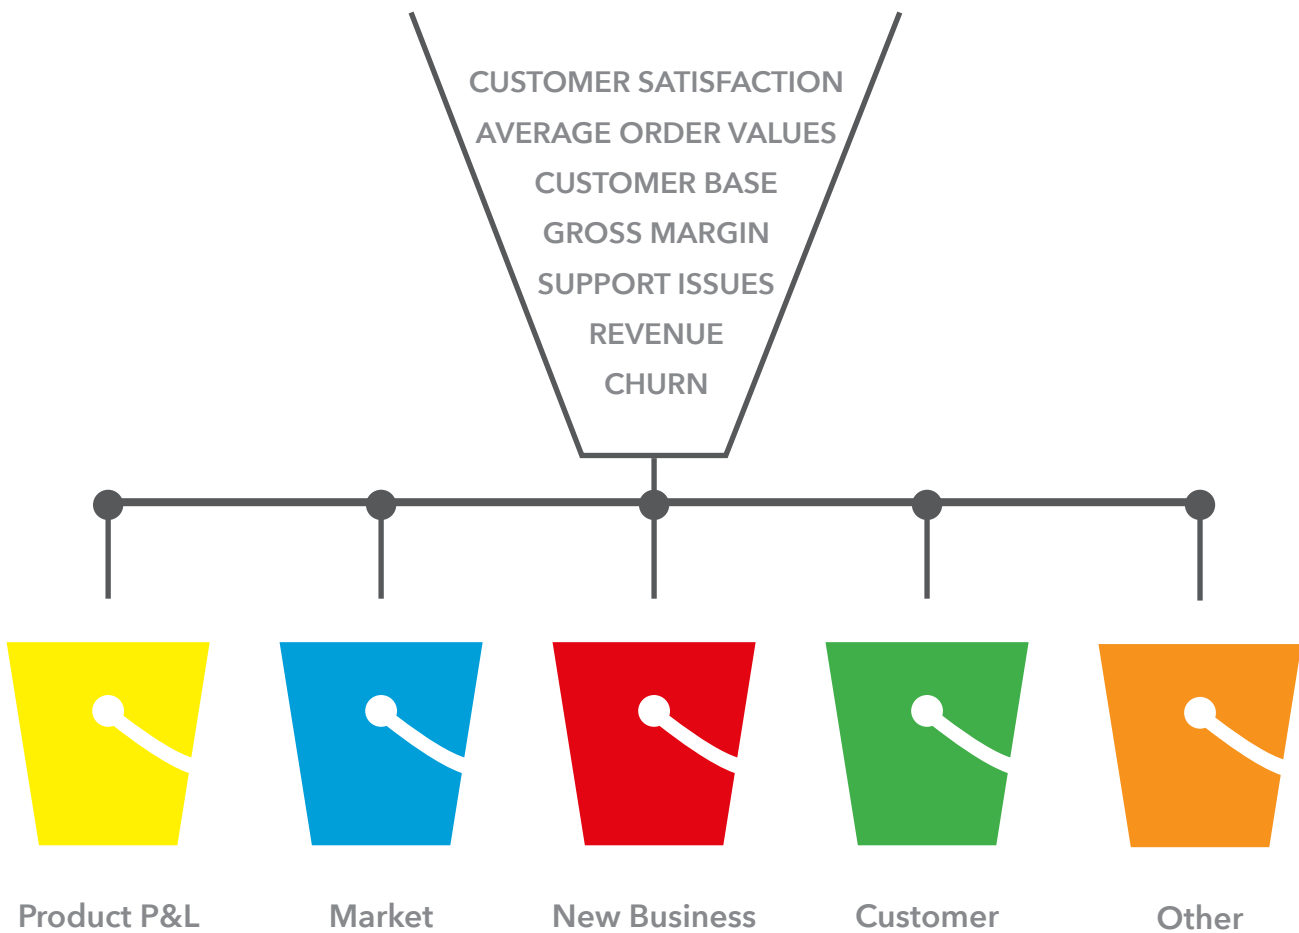 CUSTOMER SATISFACTION
AVERAGE ORDER VALUES
CUSTOMER BASE
GROSS MARGIN
SUPPORT ISSUES
REVENUE
CHURN
Product P&L
Market
New Business
Customer
Other